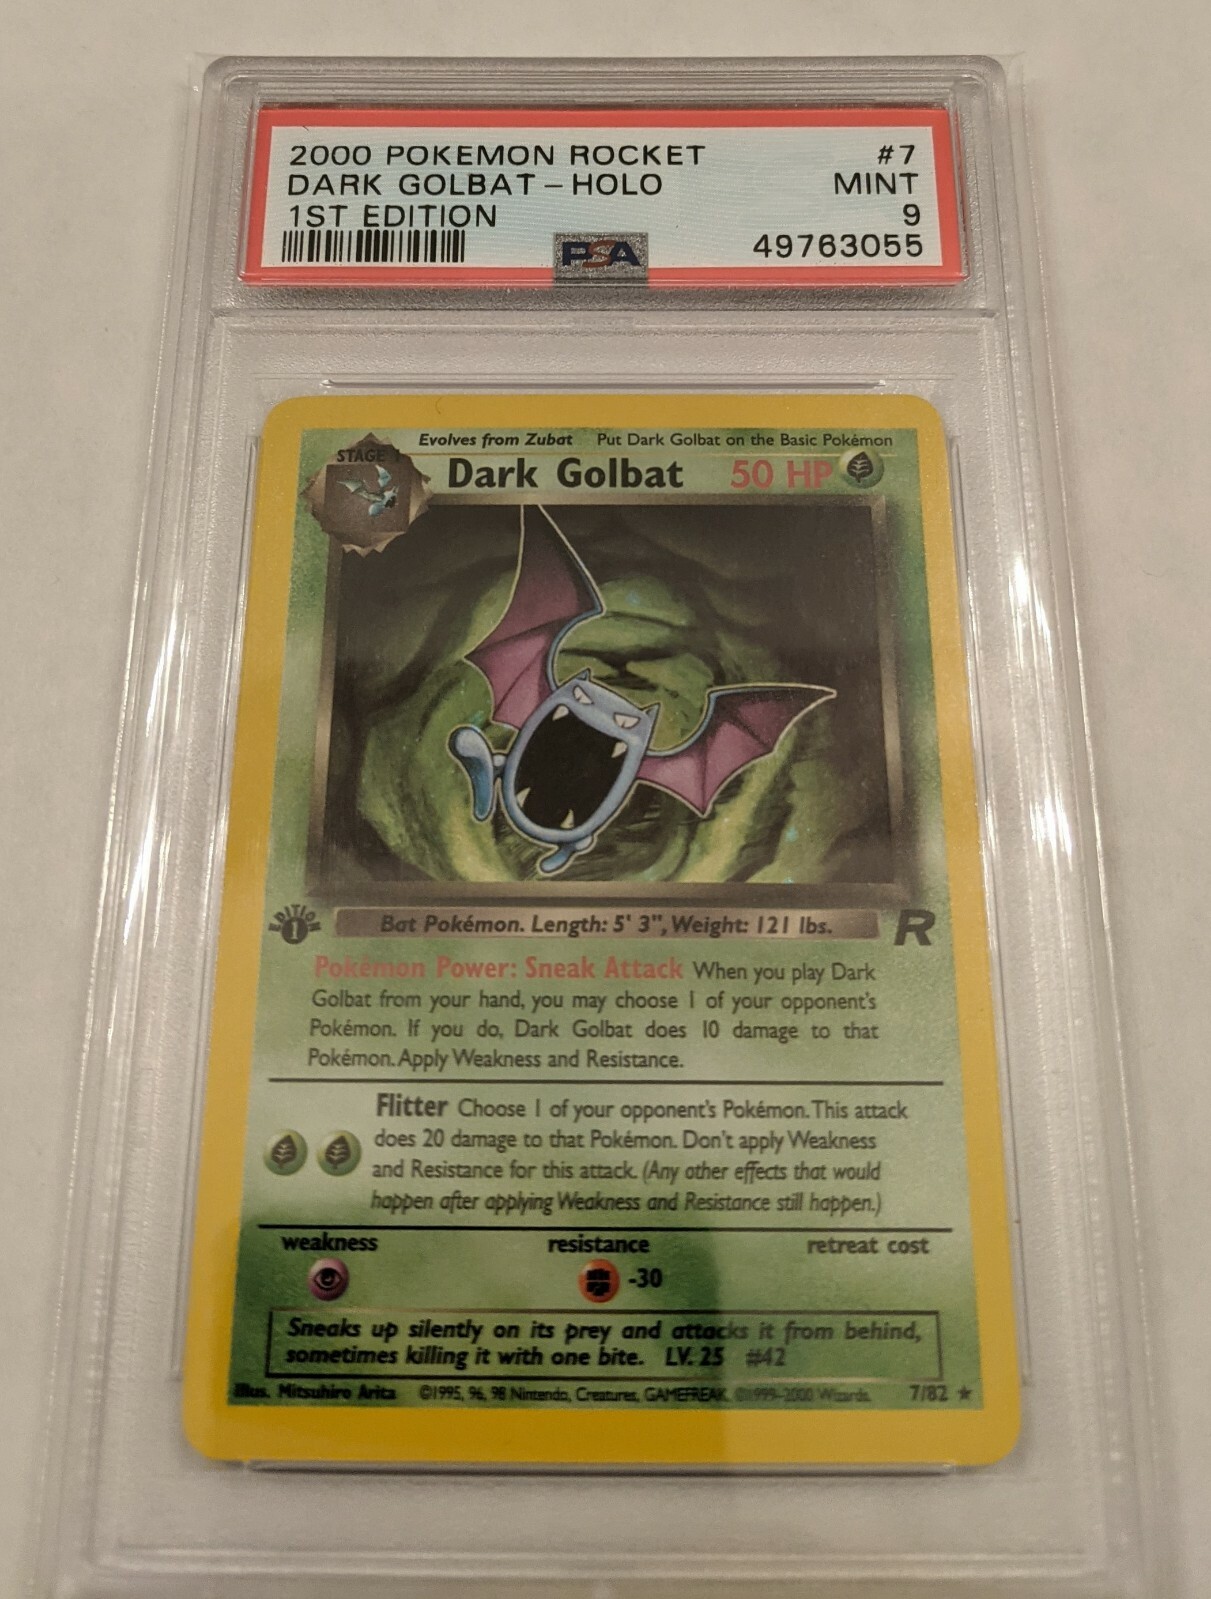 2000 POKEMON ROCKET #7
DARK GOLBAT - HOLO MINT
1ST EDITION 9
PSA 49763055
Evolves from Zubat Put Dark Golbat on the Basic Pokémon
STAGE 1
Dark Golbat 50 HP
EDITION 1
Bat Pokémon. Length: 5' 3", Weight: 121 lbs. R
Pokémon Power: Sneak Attack When you play Dark
Golbat from your hand, you may choose 1 of your opponent's
Pokémon. If you do, Dark Golbat does 10 damage to that
Pokémon. Apply Weakness and Resistance.
Flitter Choose 1 of your opponent's Pokémon. This attack
does 20 damage to that Pokémon. Don't apply Weakness
and Resistance for this attack. (Any other effects that would
happen after applying Weakness and Resistance still happen.)
weakness resistance retreat cost
-30
Sneaks up silently on its prey and attacks it from behind,
sometimes killing it with one bite. LV. 25 #42
Illus. Mitsuhiro Arita ©1995, 96, 98 Nintendo, Creatures, GAMEFREAK. ©1999-2000 Wizards. 7/82 ★